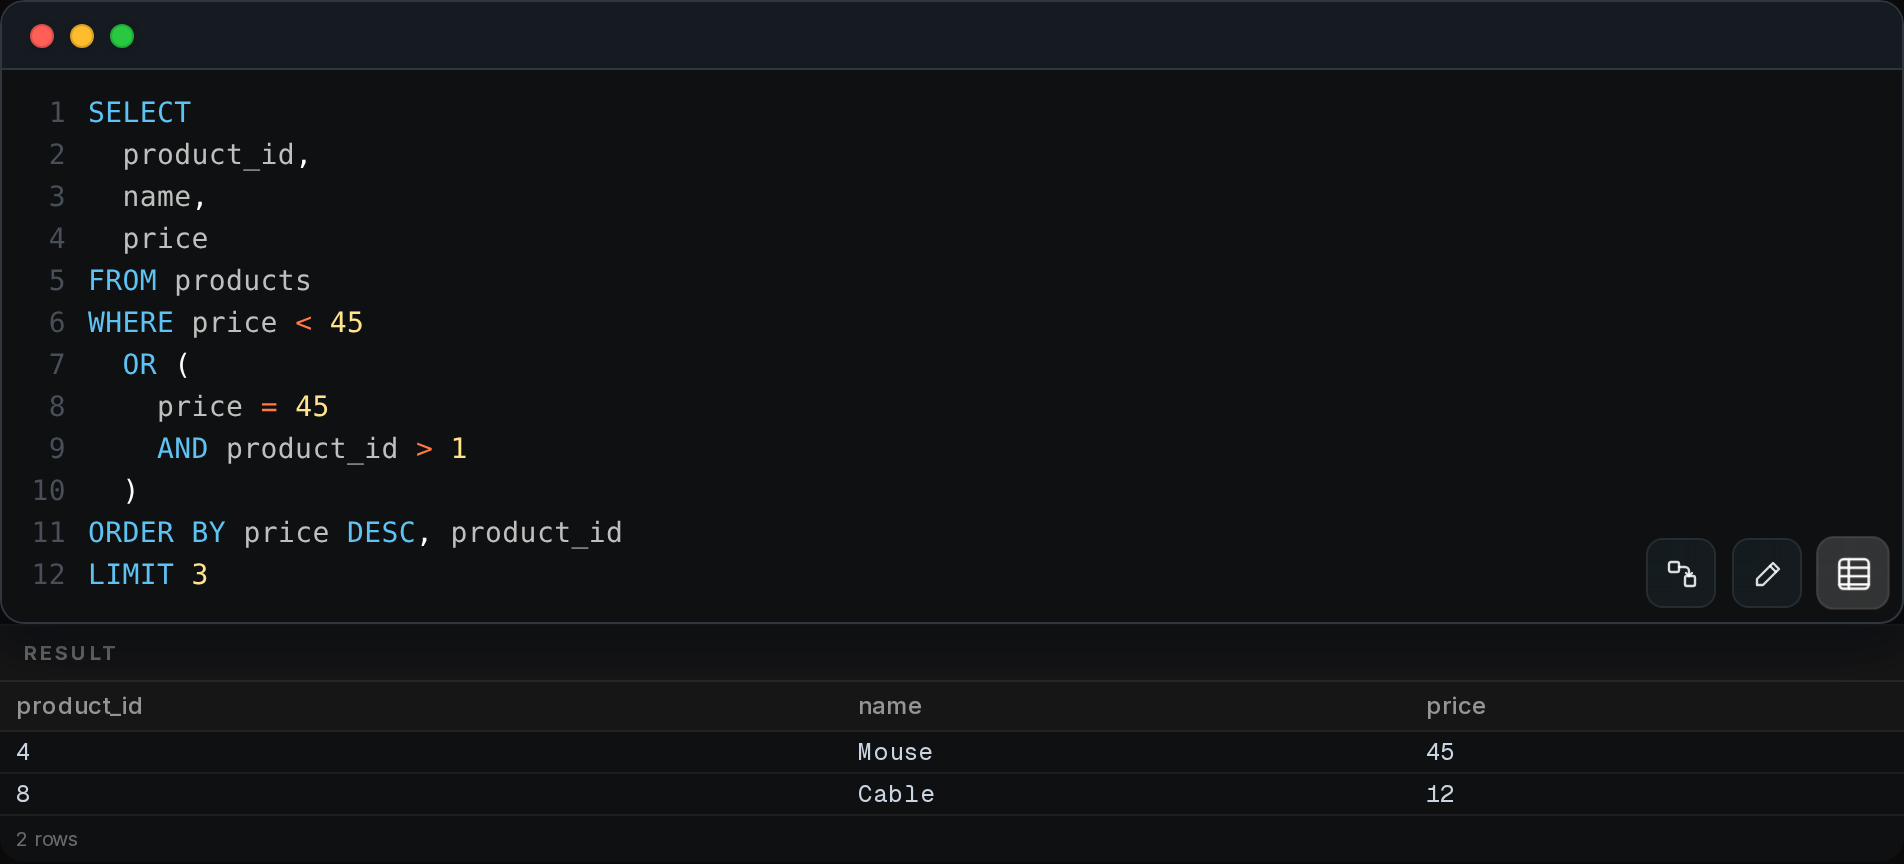 1 SELECT
2   product_id,
3   name,
4   price
5 FROM products
6 WHERE price < 45
7   OR (
8     price = 45
9     AND product_id > 1
10   )
11 ORDER BY price DESC, product_id
12 LIMIT 3
RESULT
product_id name price
4 Mouse 45
8 Cable 12
2 rows